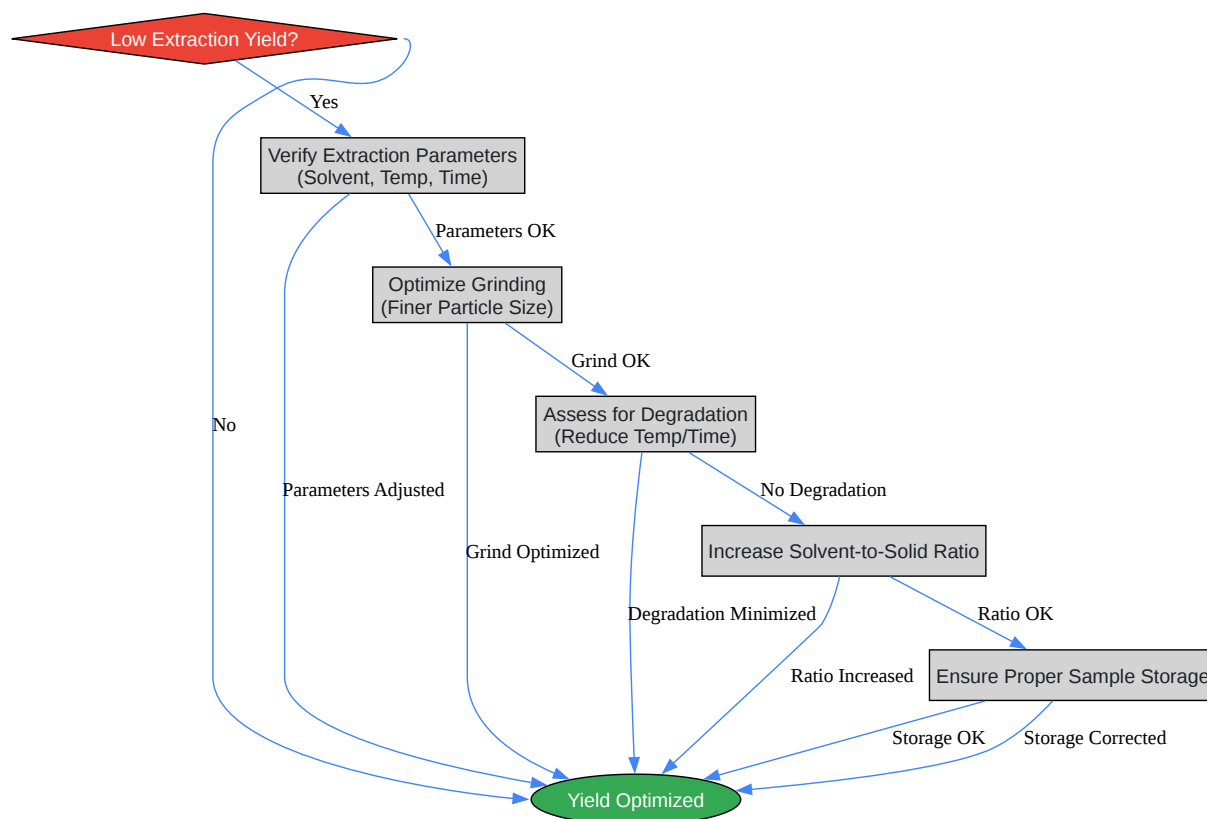 Low Extraction Yield?
Yes
Verify Extraction Parameters
(Solvent, Temp, Time)
Parameters OK
Optimize Grinding
(Finer Particle Size)
Grind OK
Assess for Degradation
(Reduce Temp/Time)
No
Parameters Adjusted
No Degradation
Grind Optimized
Increase Solvent-to-Solid Ratio
Degradation Minimized
Ratio OK
Ratio Increased
Ensure Proper Sample Storage
Storage OK
Storage Corrected
Yield Optimized